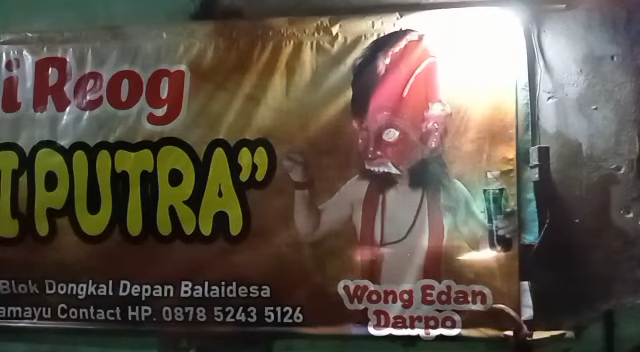 i Reog
I PUTRA”
Blok Dongkal Depan Balaidesa
amayu Contact HP. 0878 5243 5126
Wong Edan
Darpo